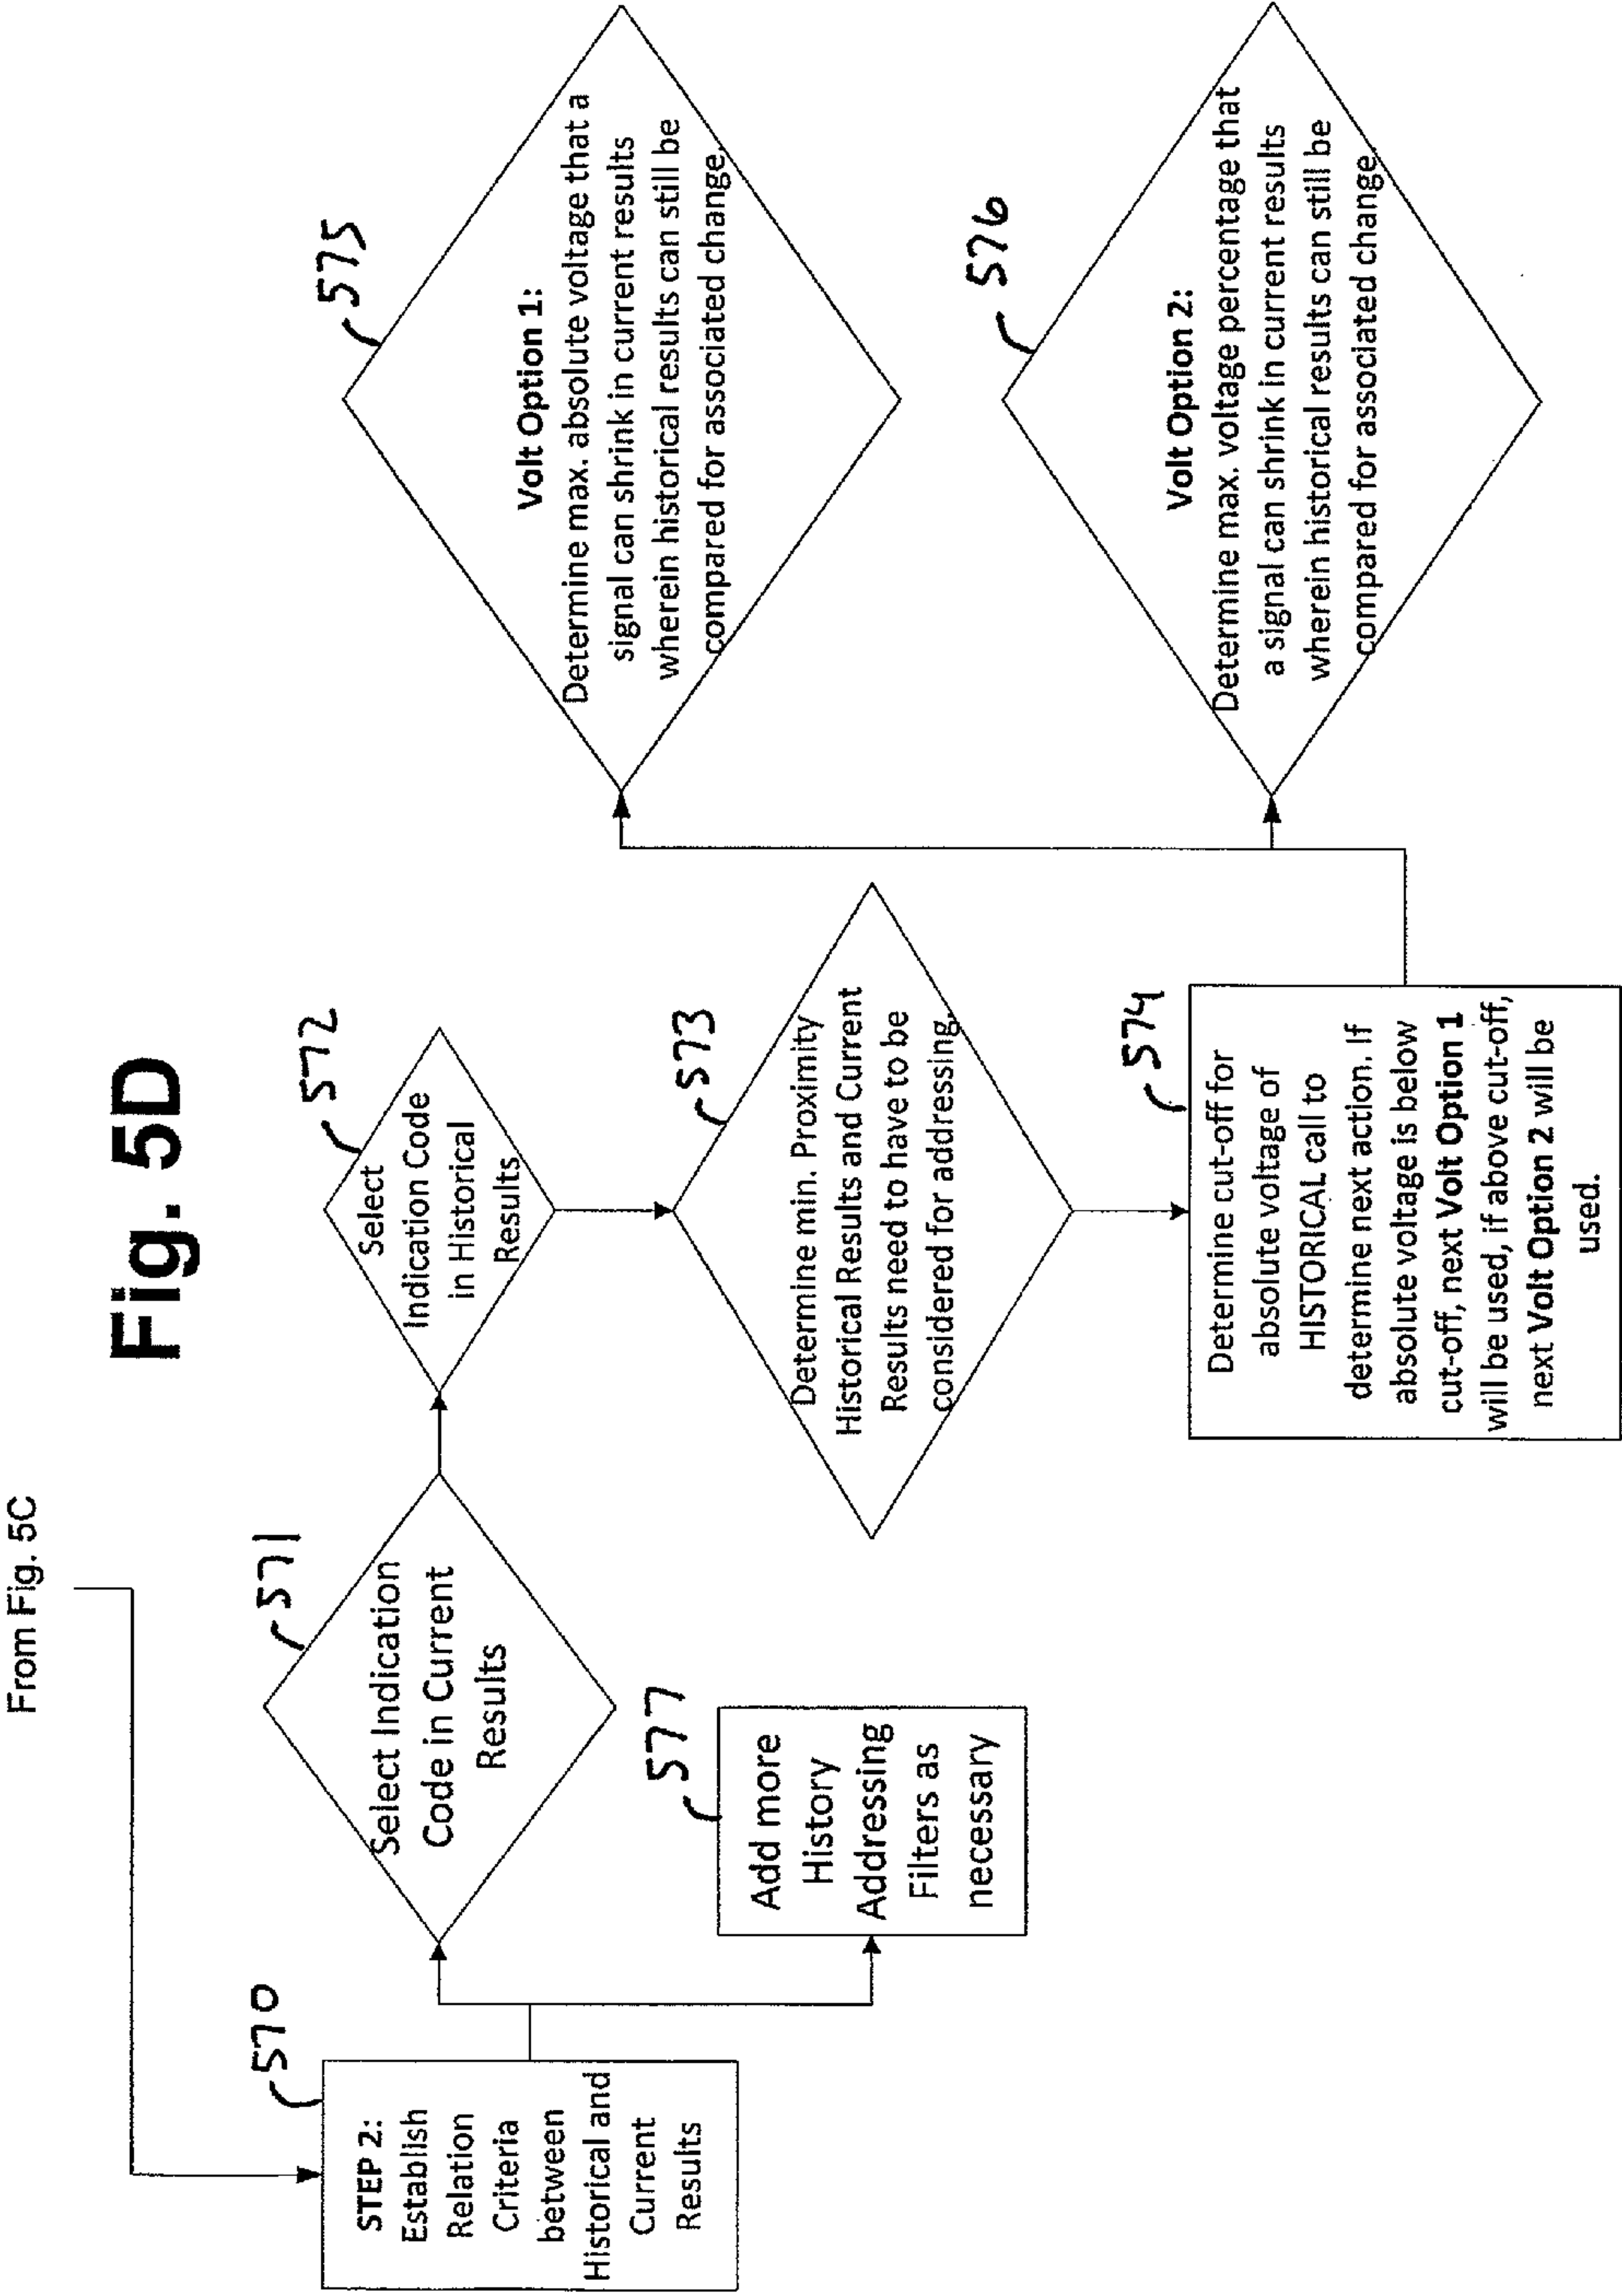 Fig. 5D
From Fig. 5C
570
STEP 2:
Establish
Relation
Criteria
between
Historical and
Current
Results
571
Select Indication
Code in Current
Results
577
Add more
History
Addressing
Filters as
necessary
572
Select
Indication Code
in Historical
Results
573
Determine min. Proximity
Historical Results and Current
Results need to have to be
considered for addressing.
574
Determine cut-off for
absolute voltage of
HISTORICAL call to
determine next action. If
absolute voltage is below
cut-off, next Volt Option 1
will be used, if above cut-off,
next Volt Option 2 will be
used.
575
Volt Option 1:
Determine max. absolute voltage that a
signal can shrink in current results
wherein historical results can still be
compared for associated change.
576
Volt Option 2:
Determine max. voltage percentage that
a signal can shrink in current results
wherein historical results can still be
compared for associated change.